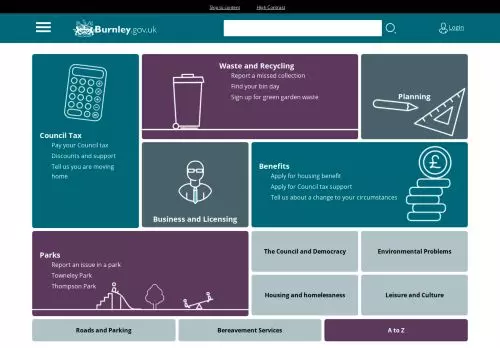 Skip to content
High Contrast
Burnley.gov.uk
Login
Council Tax
Pay your Council tax
Discounts and support
Tell us you are moving
home
Waste and Recycling
Report a missed collection
Find your bin day
Sign up for green garden waste
Planning
Business and Licensing
Benefits
Apply for housing benefit
Apply for Council tax support
Tell us about a change to your circumstances
£
Parks
Report an issue in a park
Towneley Park
Thompson Park
The Council and Democracy
Environmental Problems
Housing and homelessness
Leisure and Culture
Roads and Parking
Bereavement Services
A to Z